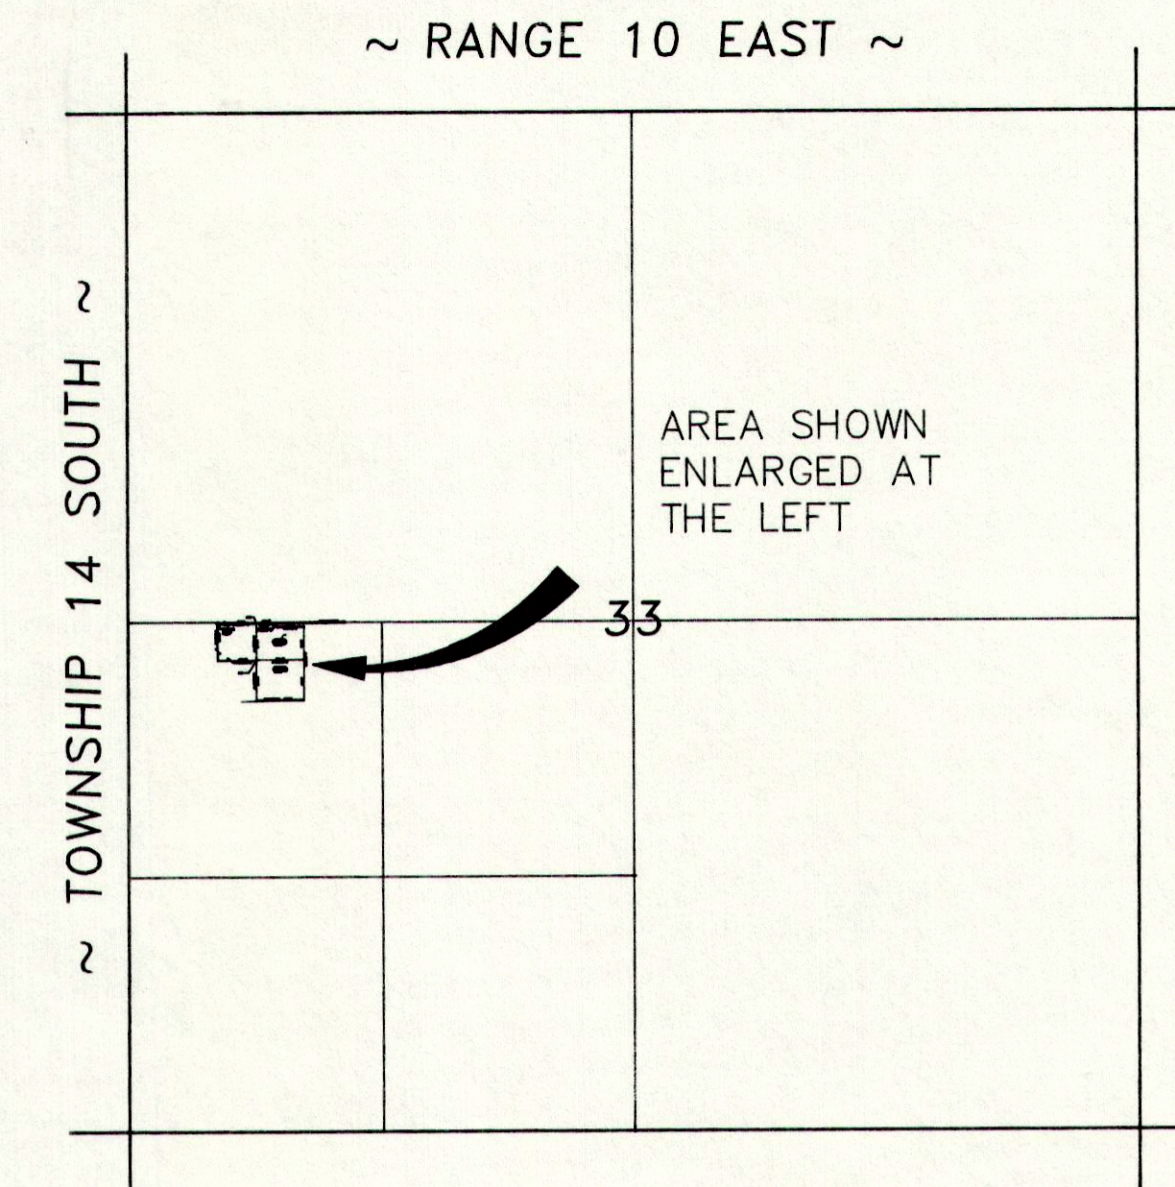 ~ RANGE 10 EAST ~
~ TOWNSHIP 14 SOUTH ~
AREA SHOWN
ENLARGED AT
THE LEFT
33